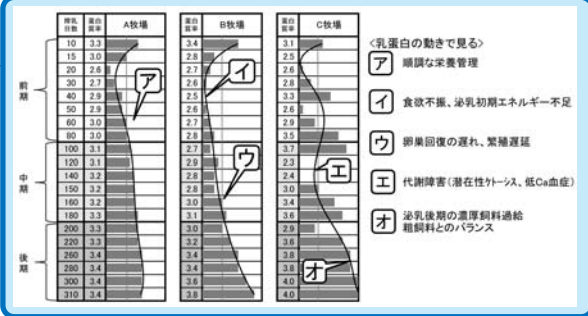 搾乳日数 蛋白質率 A牧場 蛋白質率 B牧場 蛋白質率 C牧場
前期
10 3.3 3.4 3.1
15 3.0 2.8 2.5
20 2.6 2.7 2.6
30 2.7 2.6 2.8
40 2.9 2.5 3.3
50 2.9 2.6 2.6
60 3.0 2.7 2.9
80 3.0 2.8 3.5
中期
100 3.1 2.7 3.7
120 3.1 2.9 2.3
140 3.2 2.8 2.4
150 3.2 2.8 3.0
160 3.2 3.0 3.4
180 3.3 3.1 3.6
後期
200 3.3 3.0 2.9
220 3.3 3.2 3.6
260 3.4 3.4 3.8
280 3.4 3.4 3.8
300 3.4 3.4 4.0
310 3.4 3.8 4.0
ア
イ
ウ
エ
オ
<乳蛋白の動きで見る>
ア 順調な栄養管理
イ 食欲不振、泌乳初期エネルギー不足
ウ 卵巣回復の遅れ、繁殖遅延
エ 代謝障害(潜在性ケトーシス、低Ca血症)
オ 泌乳後期の濃厚飼料過給
粗飼料とのバランス